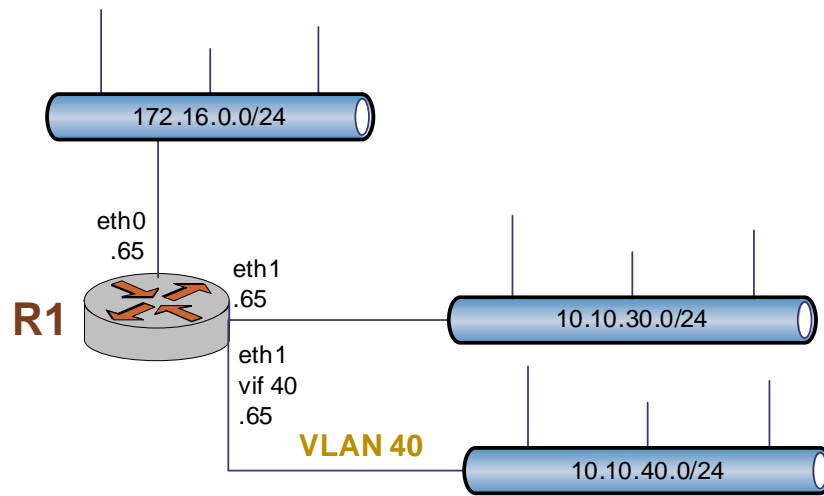 172.16.0.0/24
eth0
.65
eth1
.65
R1
10.10.30.0/24
eth1
vif 40
.65
VLAN 40
10.10.40.0/24